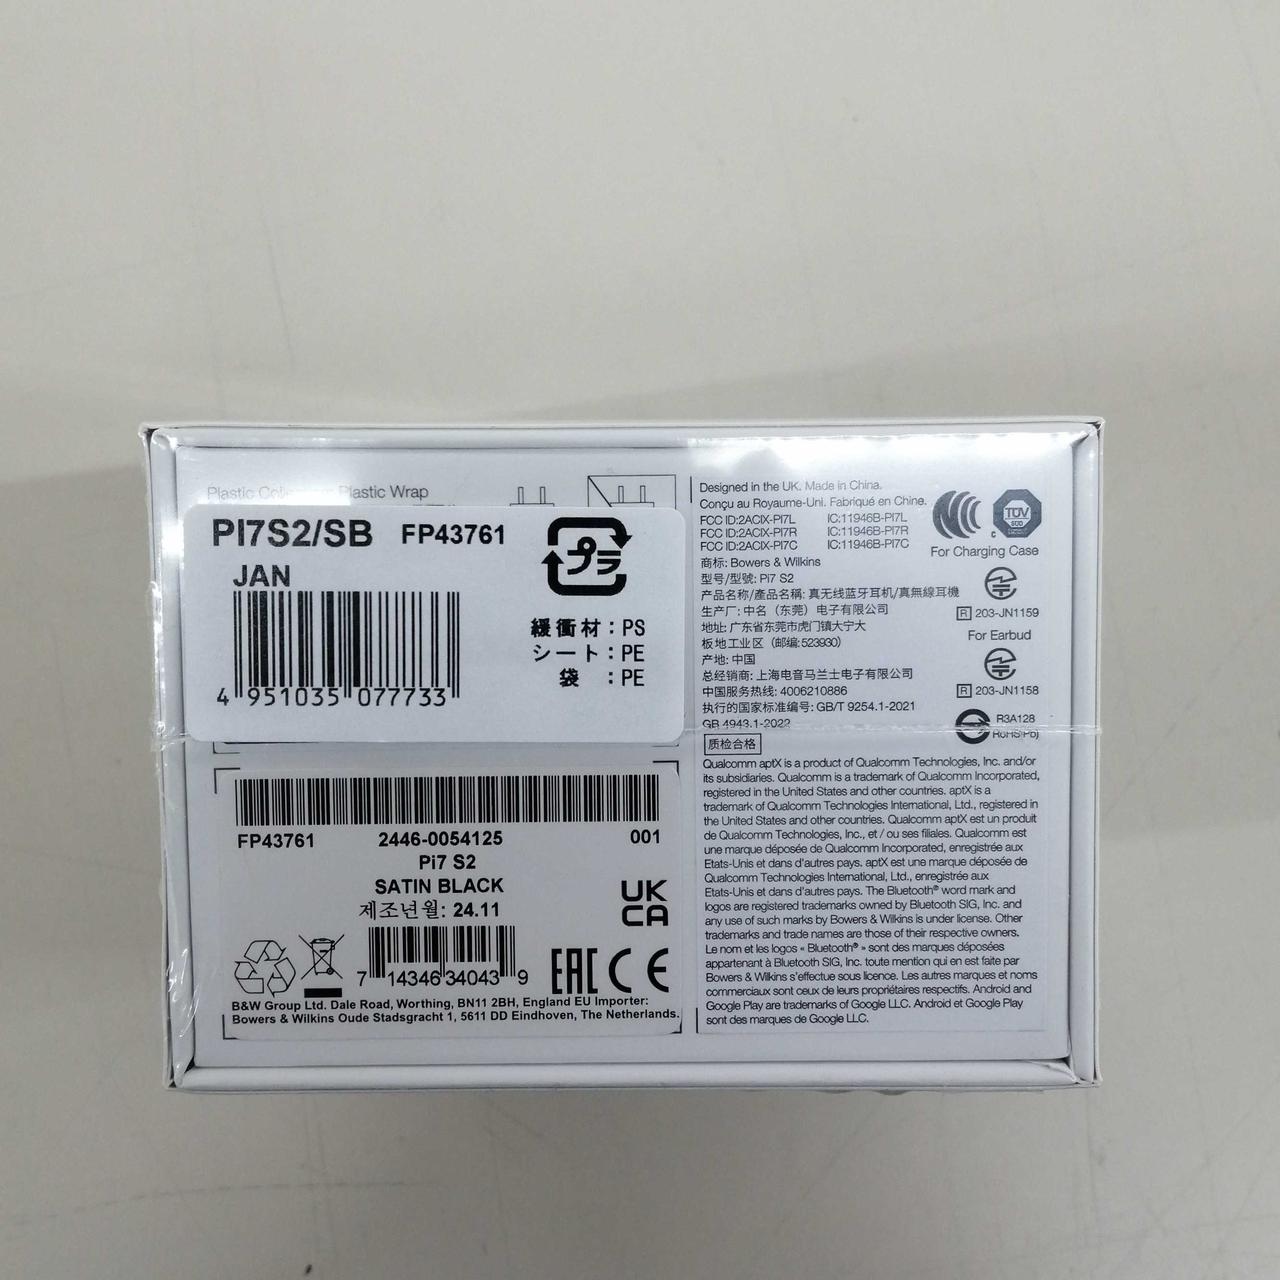 Plastic Wrap
PI7S2/SB FP43761
JAN
プラ
緩衝材：PS
シート：PE
袋　：PE
4 951035 077733
FP43761 2446-0054125 001
Pi7 S2
SATIN BLACK
제조년월: 24.11
UK
CA
7 14346 34043 9
EAC CE
B&W Group Ltd. Dale Road, Worthing, BN11 2BH, England EU Importer:
Bowers & Wilkins Oude Stadsgracht 1, 5611 DD Eindhoven, The Netherlands.
Designed in the UK. Made in China.
Conçu au Royaume-Uni. Fabriqué en Chine.
FCC ID:2ACIX-PI7L IC:11946B-PI7L
FCC ID:2ACIX-PI7R IC:11946B-PI7R
FCC ID:2ACIX-PI7C IC:11946B-PI7C
TÜV
SÜD
For Charging Case
商标: Bowers & Wilkins
型号/型號: Pi7 S2
产品名称/產品名稱: 真无线蓝牙耳机/真無線耳機
生产厂: 中名（东莞）电子有限公司
R 203-JN1159
地址: 广东省东莞市虎门镇大宁大
板地工业区（邮编: 523930)
For Earbud
产地: 中国
总经销商: 上海电音马兰士电子有限公司
中国服务热线: 4006210886
R 203-JN1158
执行的国家标准编号: GB/T 9254.1-2021
GB 4943.1-2022
R3A128
RoHS(Pb)
质检合格
Qualcomm aptX is a product of Qualcomm Technologies, Inc. and/or
its subsidiaries. Qualcomm is a trademark of Qualcomm Incorporated,
registered in the United States and other countries. aptX is a
trademark of Qualcomm Technologies International, Ltd., registered in
the United States and other countries. Qualcomm aptX est un produit
de Qualcomm Technologies, Inc., et / ou ses filiales. Qualcomm est
une marque déposée de Qualcomm Incorporated, enregistrée aux
Etats-Unis et dans d'autres pays. aptX est une marque déposée de
Qualcomm Technologies International, Ltd., enregistrée aux
Etats-Unis et dans d'autres pays. The Bluetooth® word mark and
logos are registered trademarks owned by Bluetooth SIG, Inc. and
any use of such marks by Bowers & Wilkins is under license. Other
trademarks and trade names are those of their respective owners.
Le nom et les logos « Bluetooth® » sont des marques déposées
appartenant à Bluetooth SIG, Inc. toute mention qui en est faite par
Bowers & Wilkins s'effectue sous licence. Les autres marques et noms
commerciaux sont ceux de leurs propriétaires respectifs. Android and
Google Play are trademarks of Google LLC. Android et Google Play
sont des marques de Google LLC.